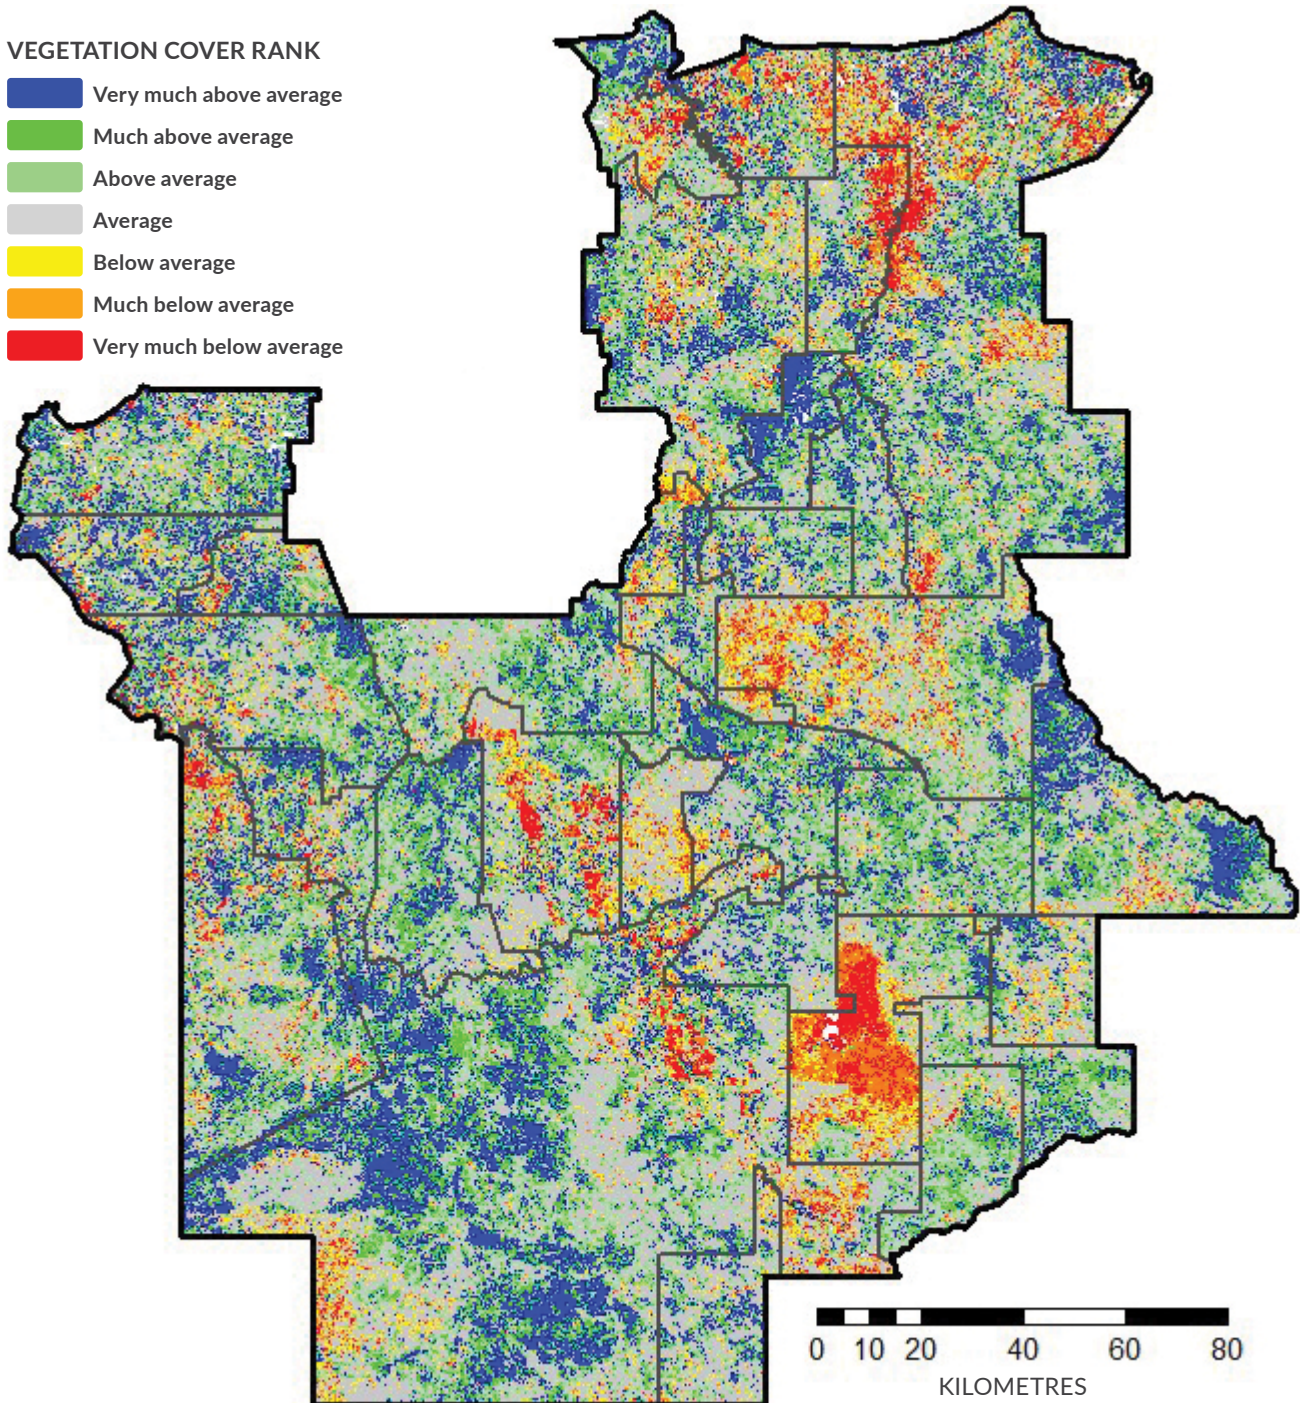 VEGETATION COVER RANK
Very much above average
Much above average
Above average
Average
Below average
Much below average
Very much below average
0 10 20 40 60 80
KILOMETRES